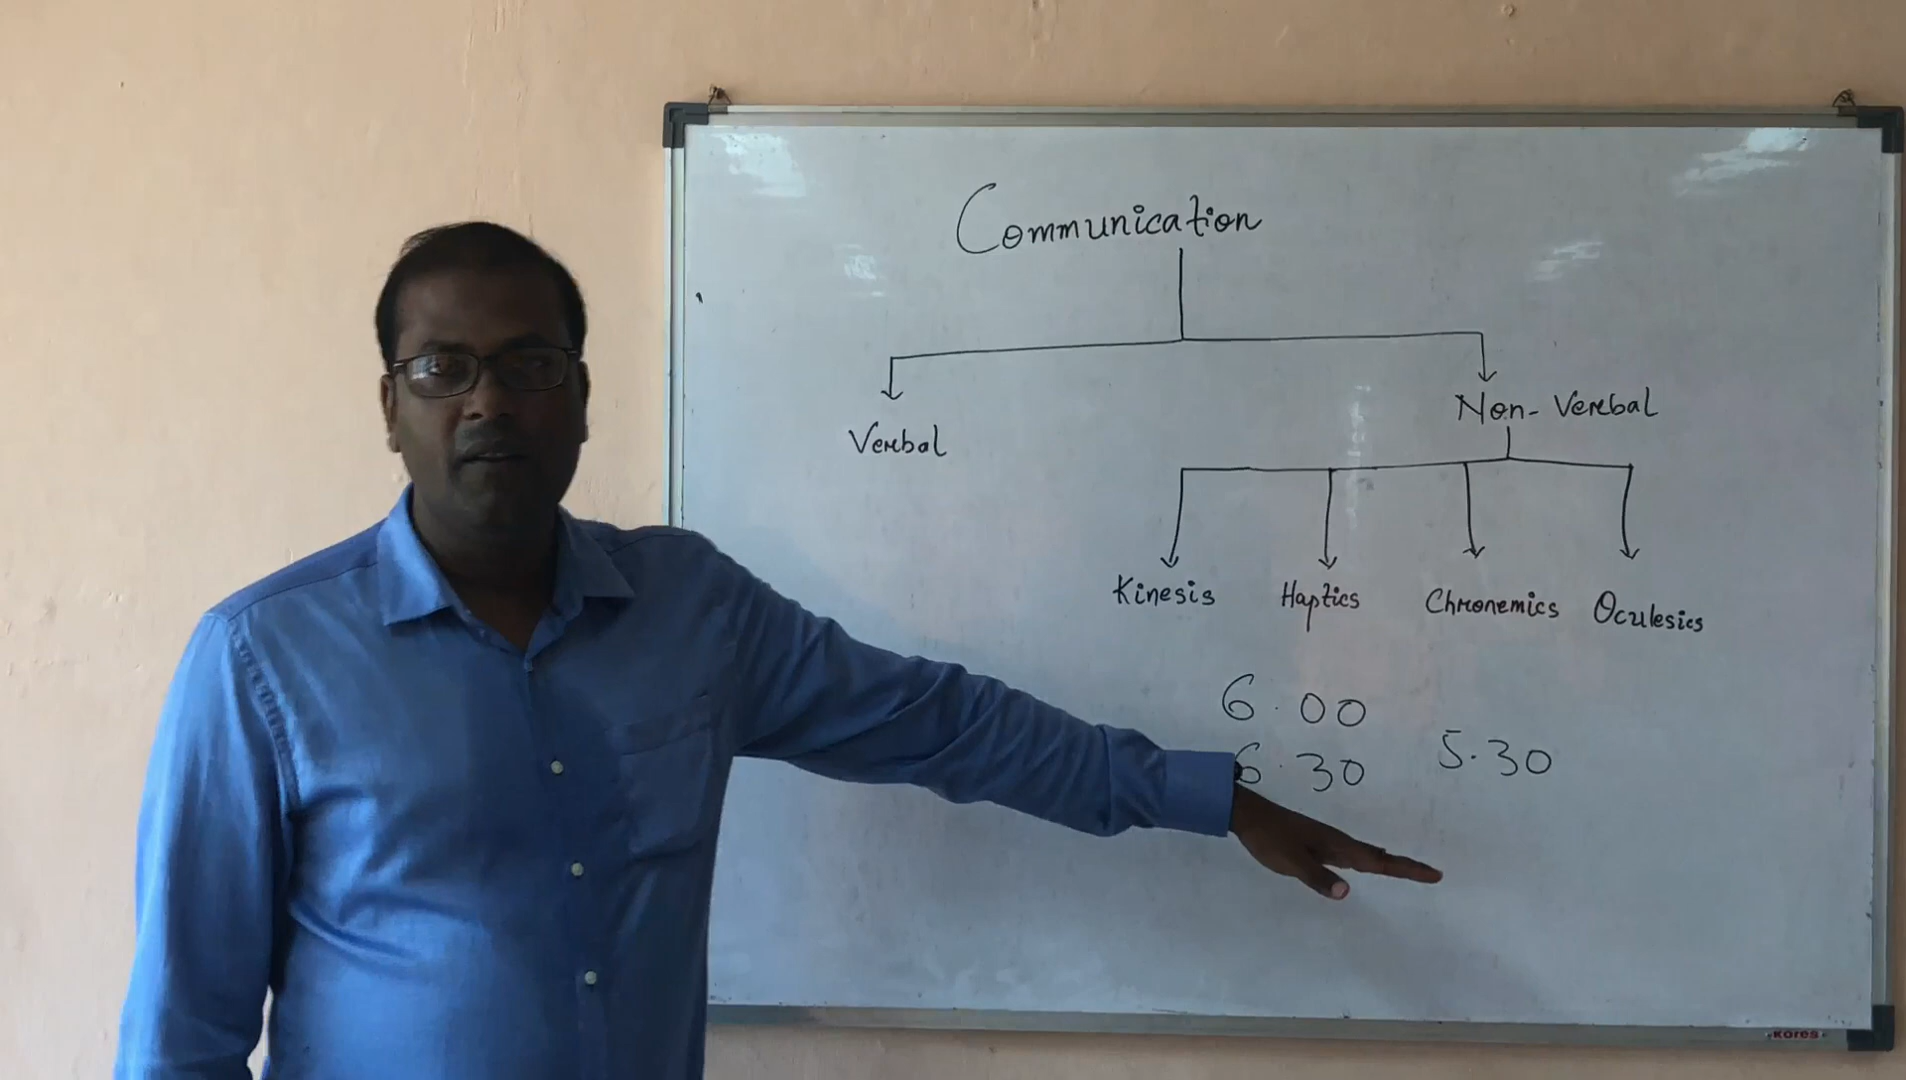 Communication
Verbal
Non- Verbal
Kinesis Haptics Chronemics Oculesics
6.00
6.30 5.30
KORES